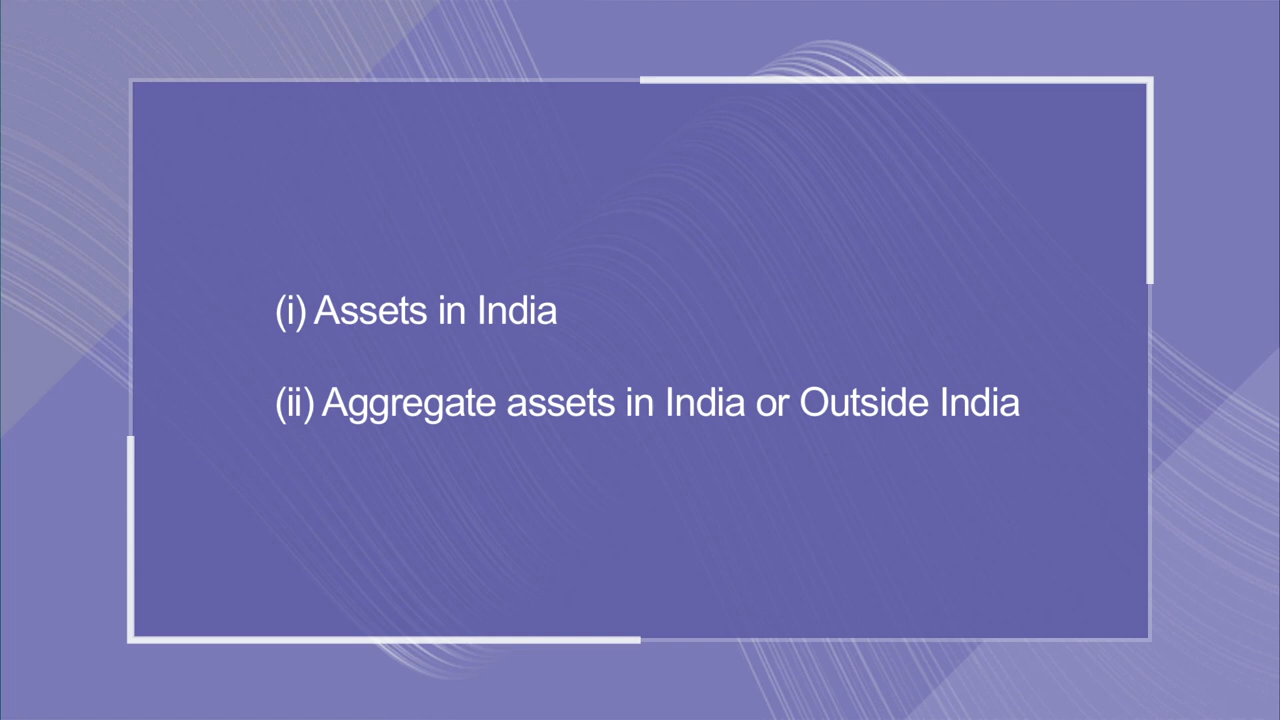 (i) Assets in India
(ii) Aggregate assets in India or Outside India